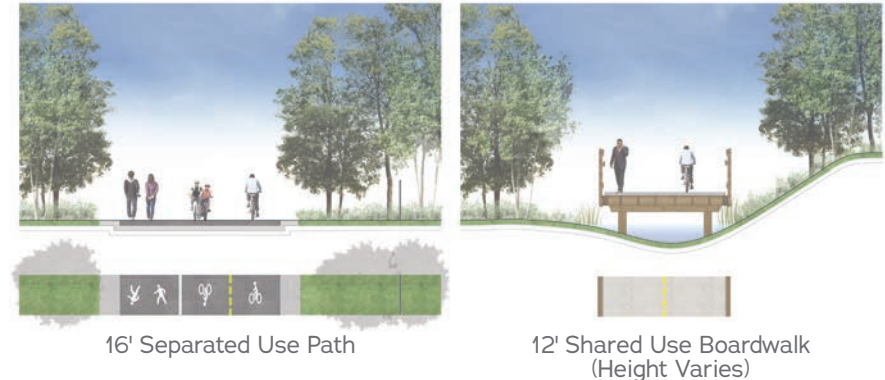 16' Separated Use Path
12' Shared Use Boardwalk
(Height Varies)